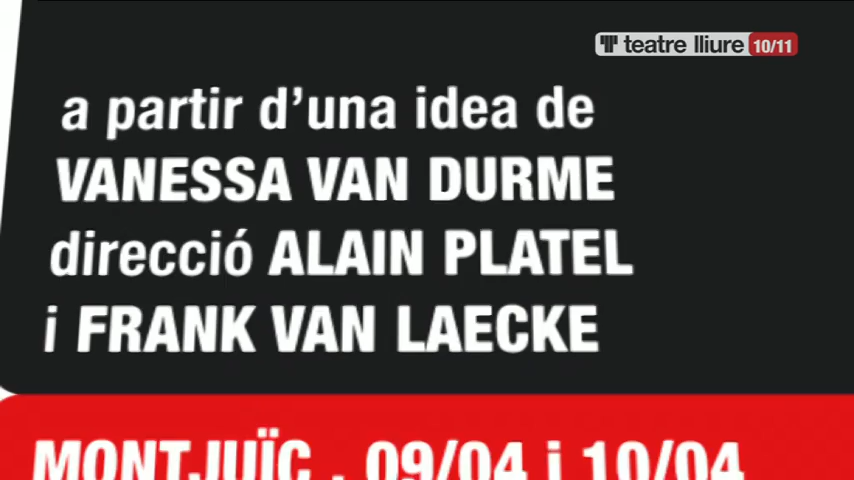 teatre lliure 10/11
a partir d'una idea de
VANESSA VAN DURME
direcció ALAIN PLATEL
i FRANK VAN LAECKE
MONTJUÏC . 09/04 i 10/04